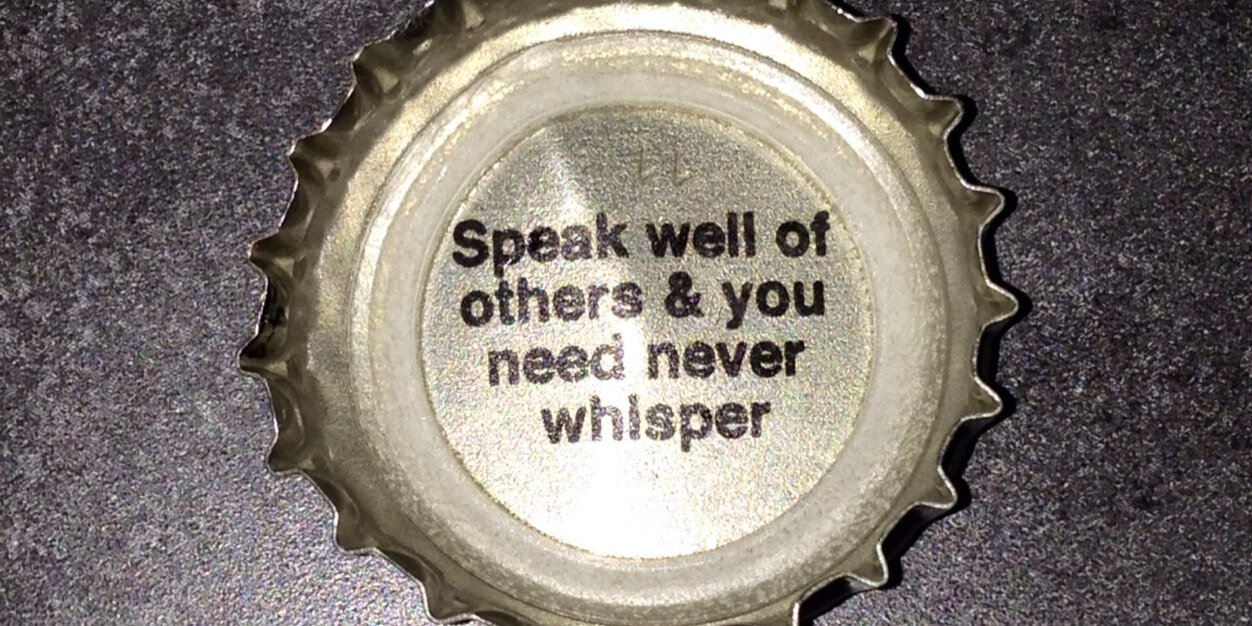 Speak well of
others & you
need never
whisper